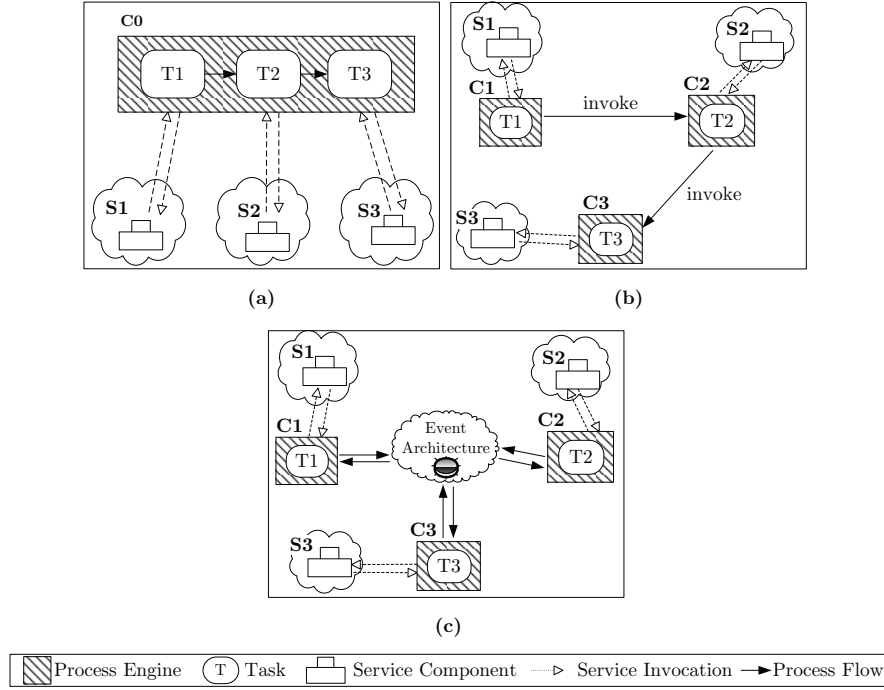 C0
T1 T2 T3
S1 S2 S3
(a)
S1 S2
C1 C2
T1 invoke T2
invoke
C3
S3
T3
(b)
S1 S2
C1 C2
Event
Architecture
T1 T2
C3
S3
T3
(c)
Process Engine T Task Service Component Service Invocation Process Flow